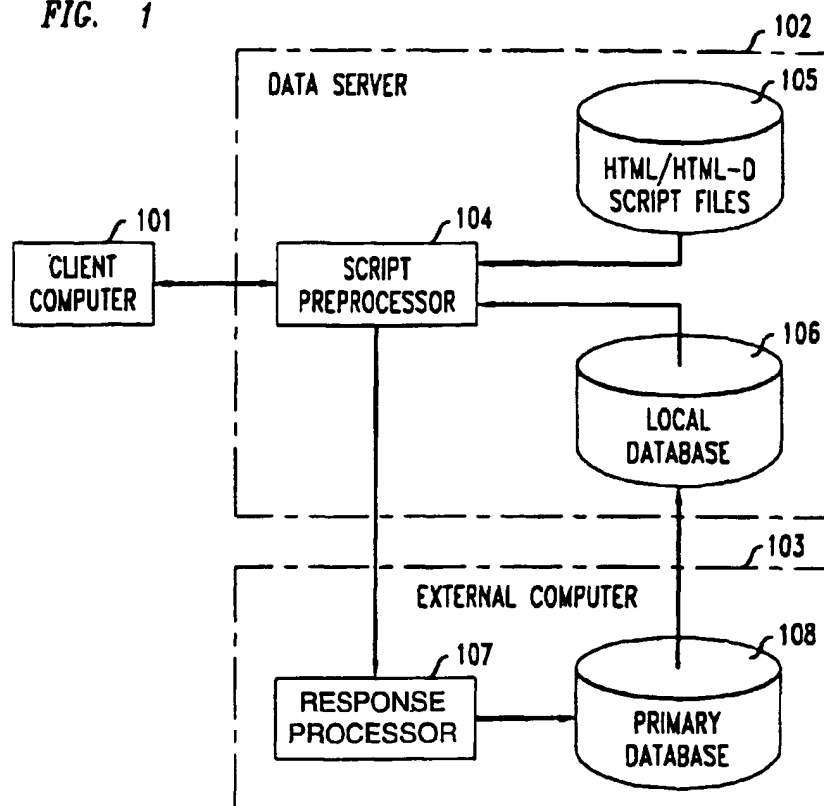 FIG. 1
102
DATA SERVER
105
HTML/HTML-D
SCRIPT FILES
101
CLIENT
COMPUTER
104
SCRIPT
PREPROCESSOR
106
LOCAL
DATABASE
103
EXTERNAL COMPUTER
107
RESPONSE
PROCESSOR
108
PRIMARY
DATABASE